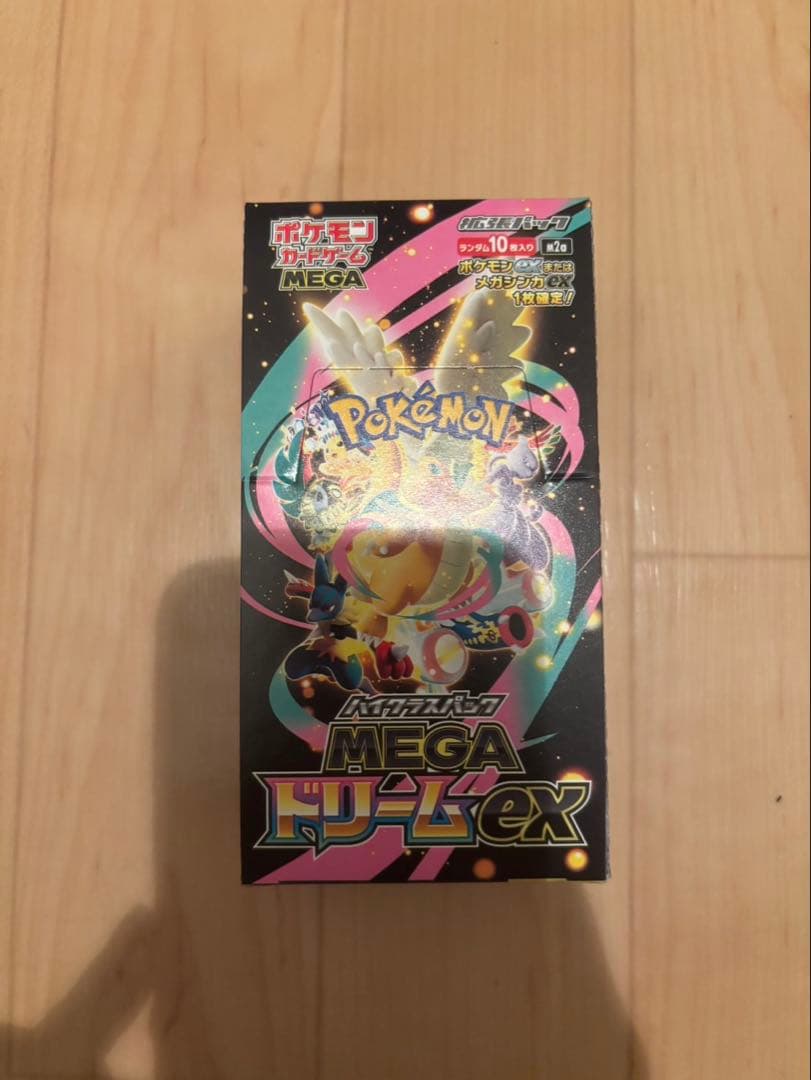 ポケモン
カードゲーム
MEGA
拡張パック
ランダム10枚入り M2a
ポケモンexまたは
メガシンカex
1枚確定!
POKéMON
ハイクラスパック
MEGA
ドリームex